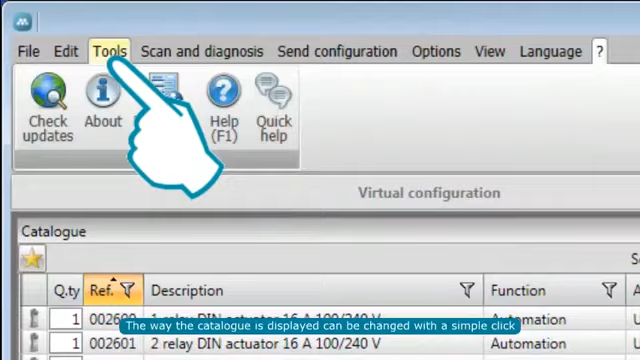 File Edit Tools Scan and diagnosis Send configuration Options View Language ?
Check updates
About
Help (F1)
Quick help
Virtual configuration
Catalogue
Q.ty Ref. Description Function
1 002600 1 relay DIN actuator 16 A 100/240 V Automation
The way the catalogue is displayed can be changed with a simple click
1 002601 2 relay DIN actuator 16 A 100/240 V Automation